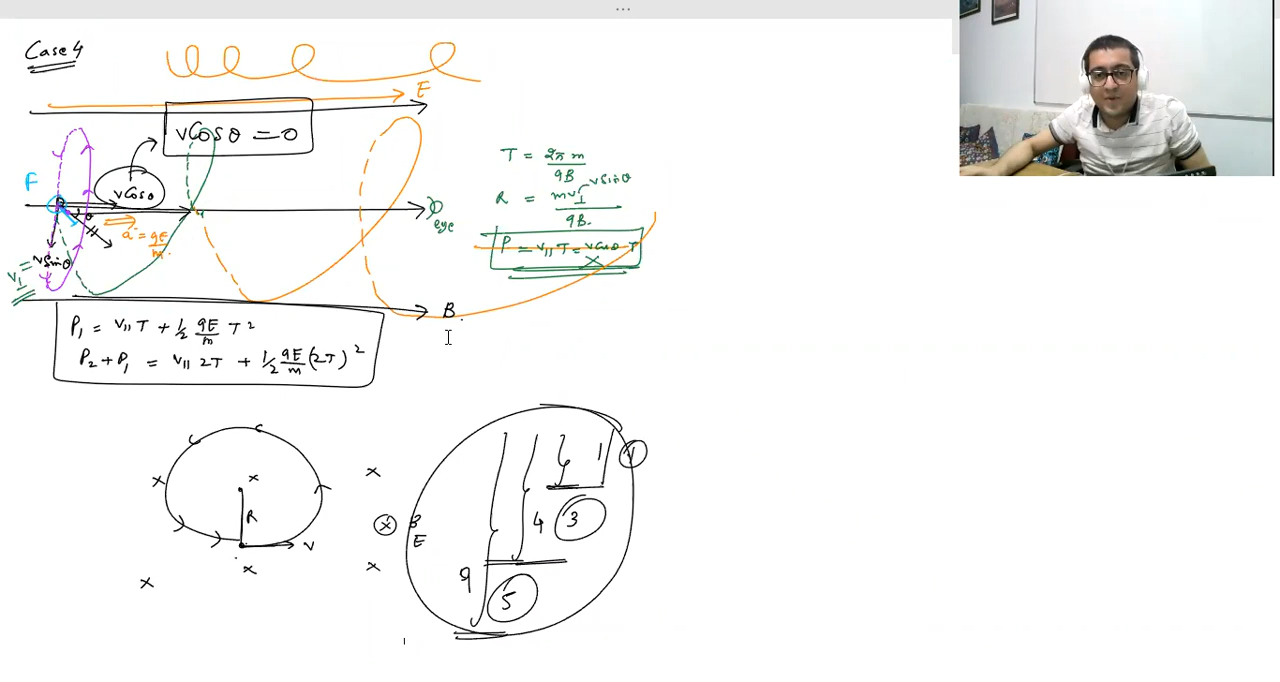 Case 4
E
vCosθ = 0
F
vCosθ
θ
a = qE/m.
vSinθ
v⊥ =
eye
B.
T = 2πm/qB
R = mv⊥/qB. vSinθ
P = v∥ T = vCosθ T
P₁ = v∥ T + 1/2 qE/m T²
P₂ + P₁ = v∥ 2T + 1/2 qE/m (2T)²
R
v
B
E
1
1
4
3
9
5